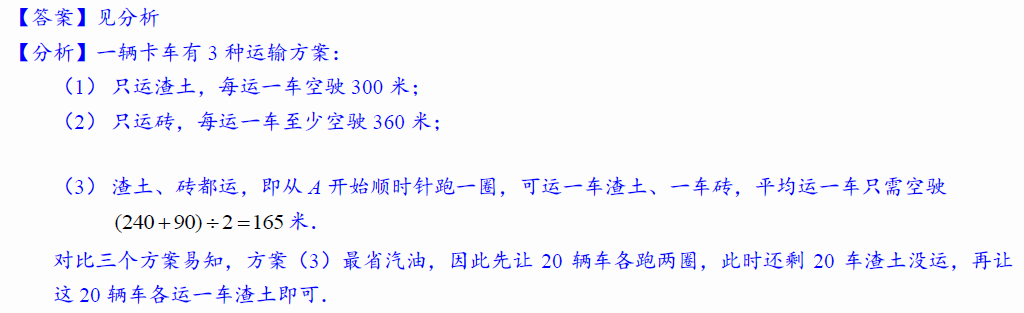 【答案】见分析
【分析】一辆卡车有 3 种运输方案：
（1） 只运渣土，每运一车空驶 300 米；
（2） 只运砖，每运一车至少空驶 360 米；
（3） 渣土、砖都运，即从 A 开始顺时针跑一圈，可运一车渣土、一车砖，平均运一车只需空驶
(240+90)÷2=165 米．
对比三个方案易知，方案（3）最省汽油，因此先让 20 辆车各跑两圈，此时还剩 20 车渣土没运，再让
这 20 辆车各运一车渣土即可．